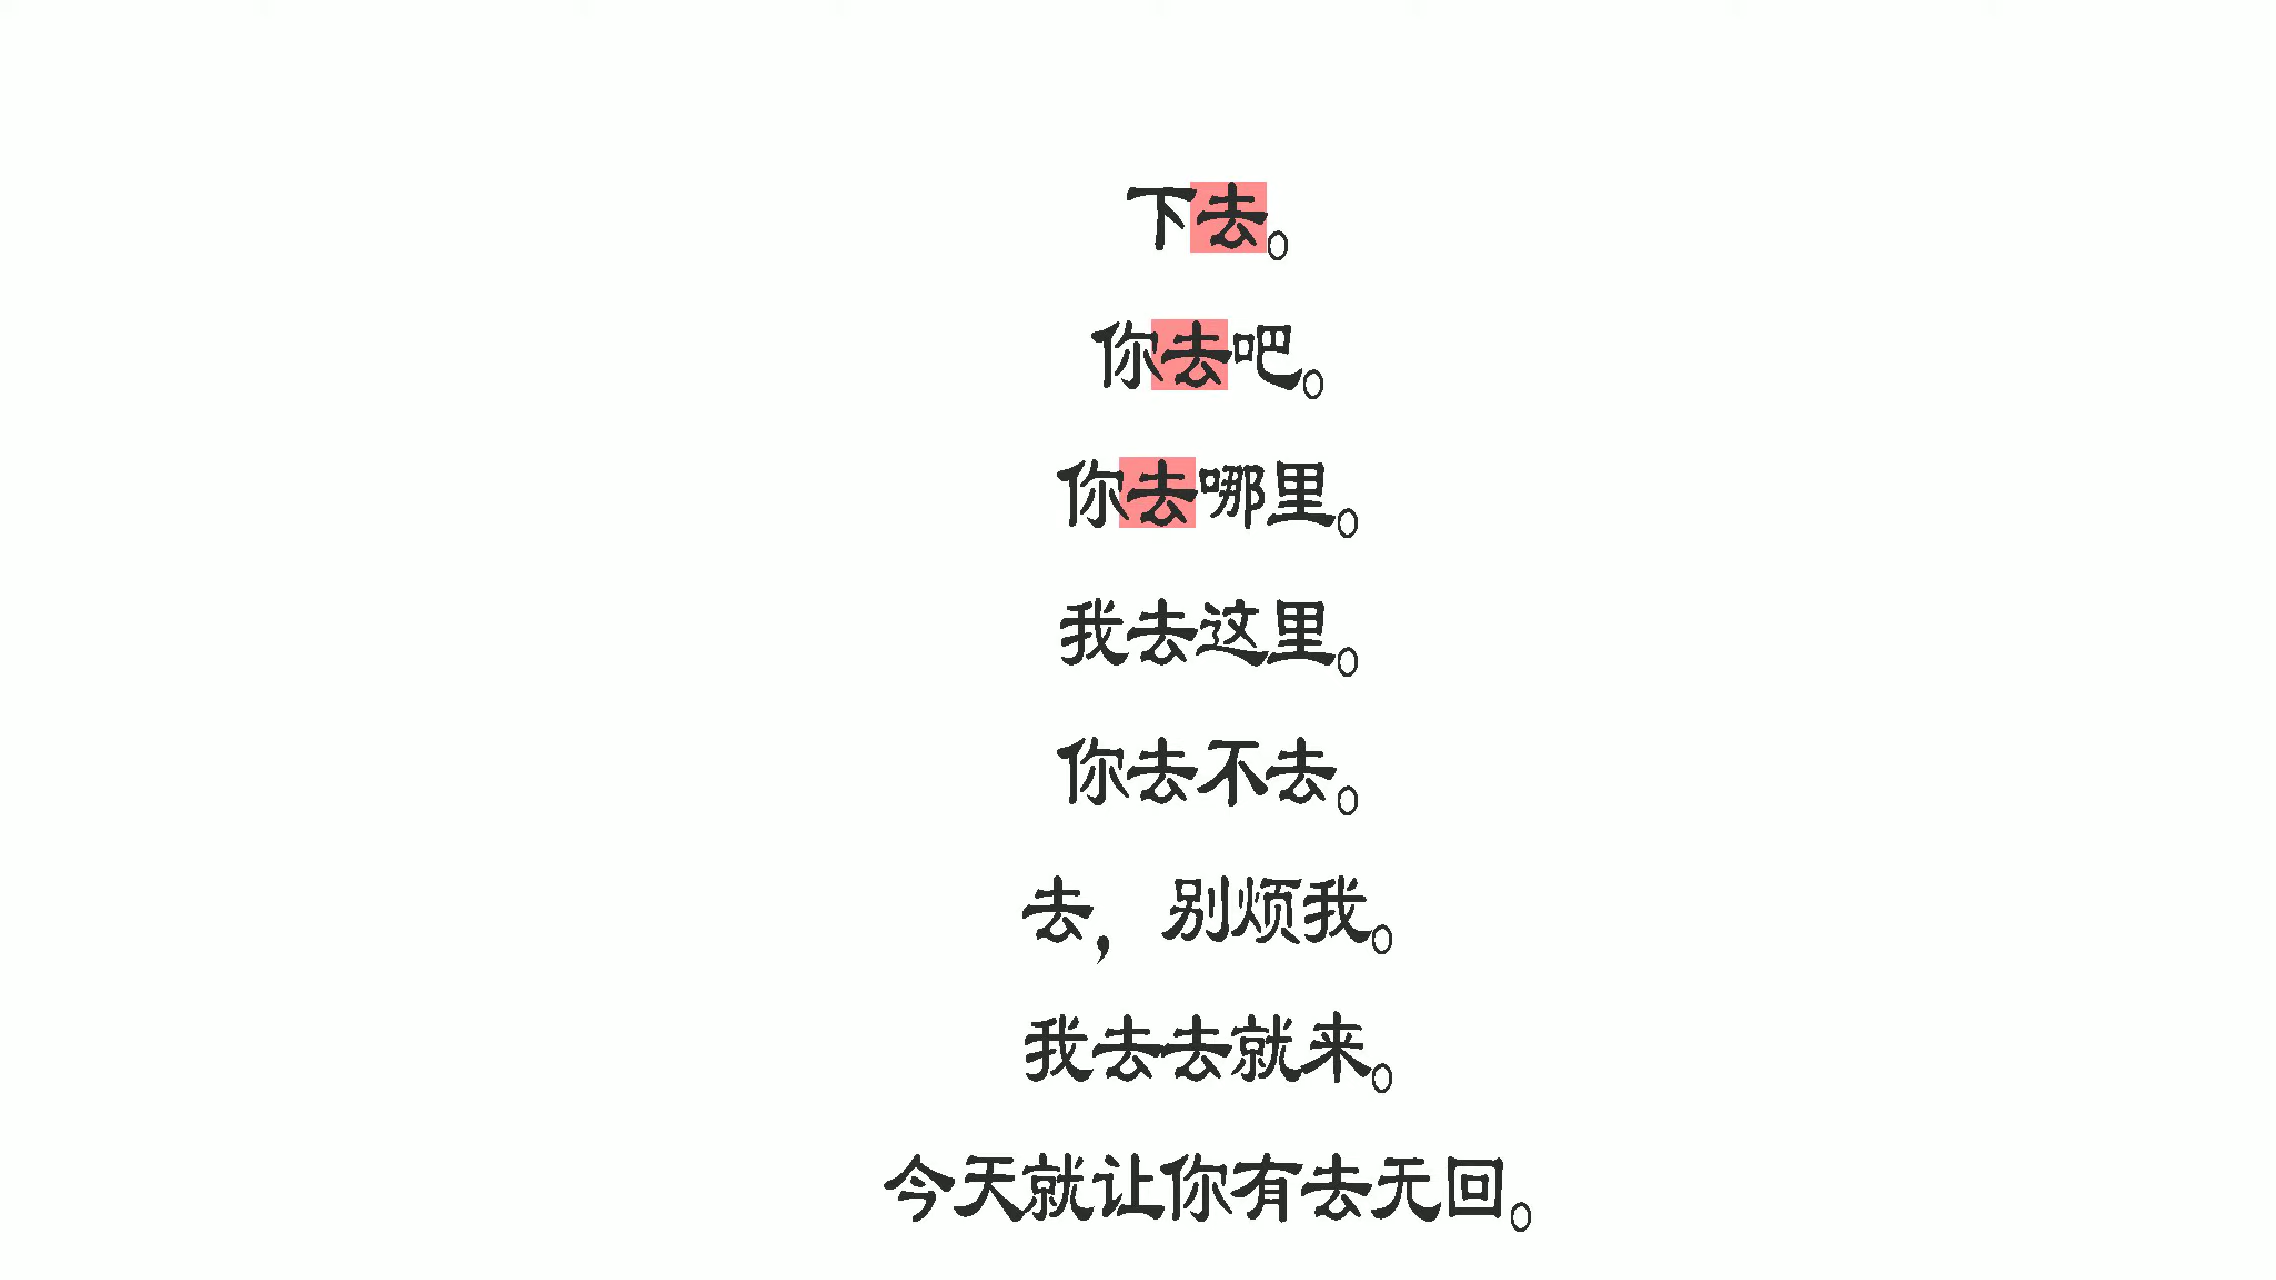 下去。
你去吧。
你去哪里。
我去这里。
你去不去。
去，别烦我。
我去去就来。
今天就让你有去无回。